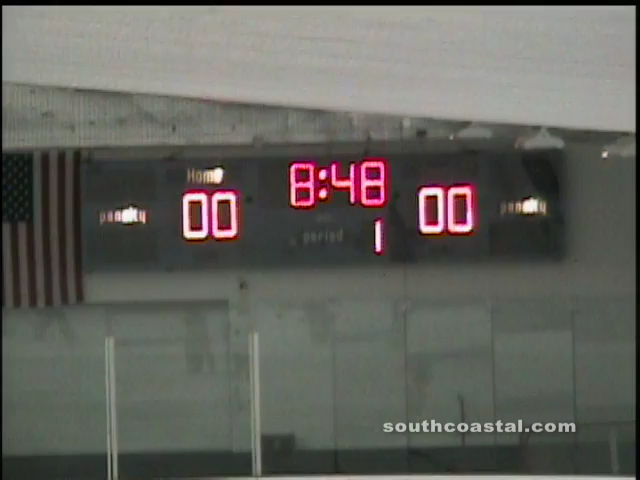 Home
8:48
penalty
00
00
penalty
period
1
southcoastal.com